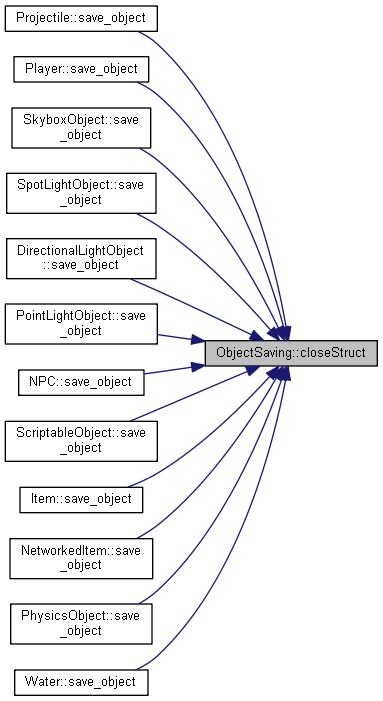 Projectile::save_object
Player::save_object
SkyboxObject::save
_object
SpotLightObject::save
_object
DirectionalLightObject
::save_object
PointLightObject::save
_object
ObjectSaving::closeStruct
NPC::save_object
ScriptableObject::save
_object
Item::save_object
NetworkedItem::save
_object
PhysicsObject::save
_object
Water::save_object